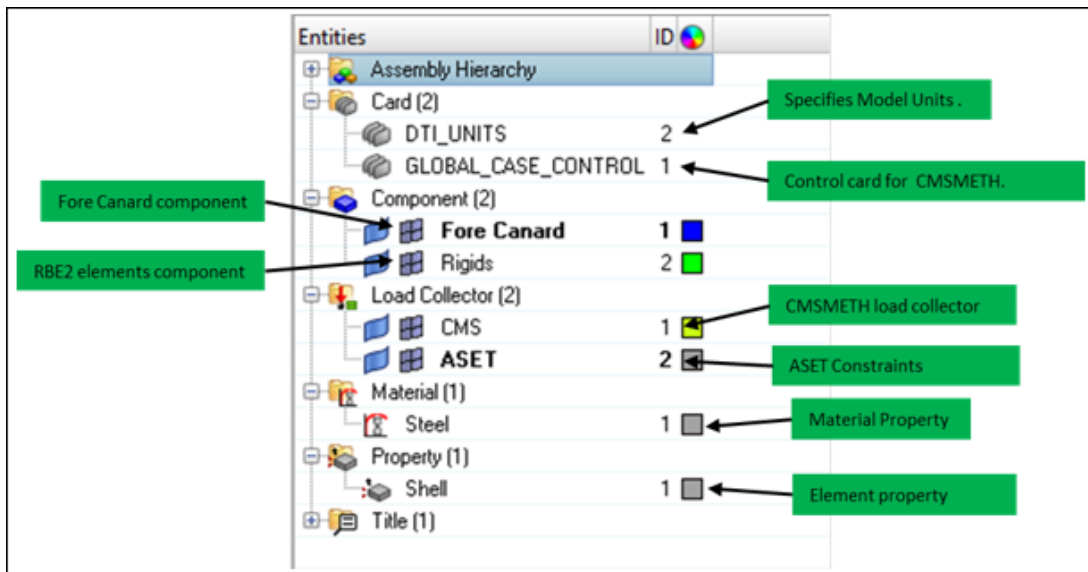 Entities ID
Assembly Hierarchy
Card (2)
Specifies Model Units .
DTI_UNITS 2
GLOBAL_CASE_CONTROL 1
Control card for CMSMETH.
Component (2)
Fore Canard component
Fore Canard 1
RBE2 elements component
Rigids 2
Load Collector (2)
CMSMETH load collector
CMS 1
ASET 2
ASET Constraints
Material (1)
Steel 1
Material Property
Property (1)
Shell 1
Element property
Title (1)